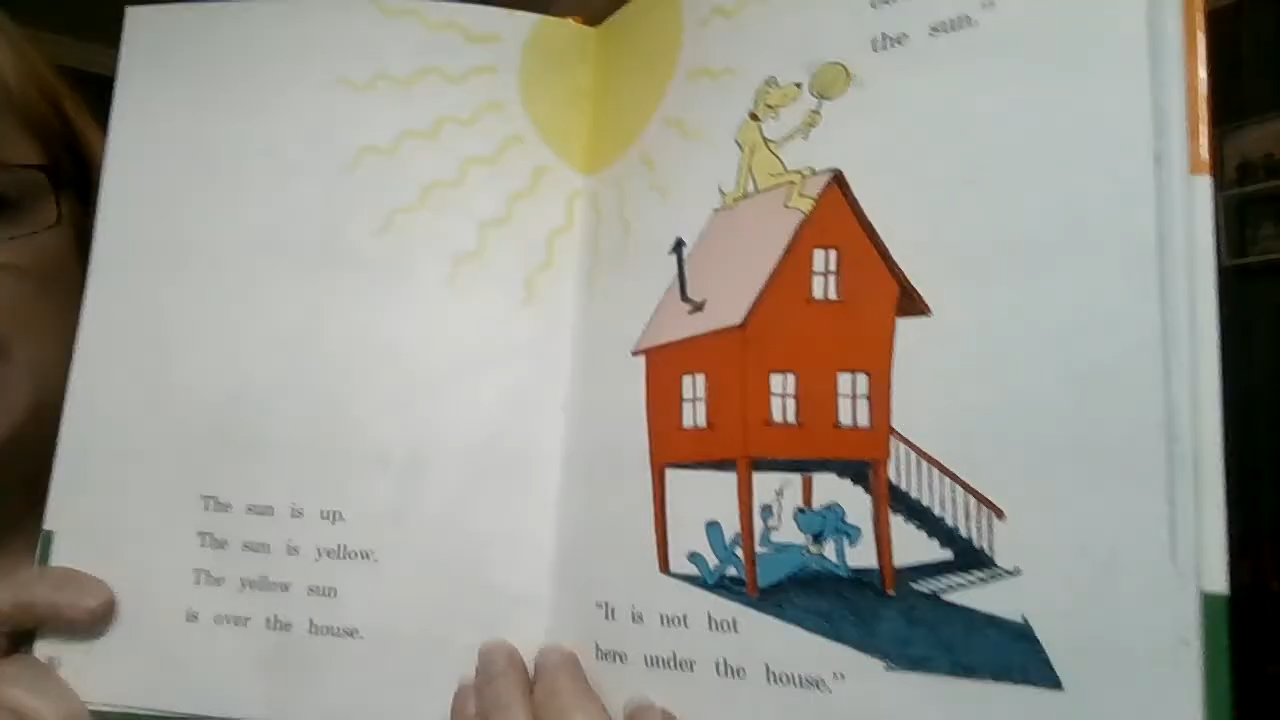 The sun is up.
The sun is yellow.
The yellow sun
is over the house.
the sun."
"It is not hot
here under the house."